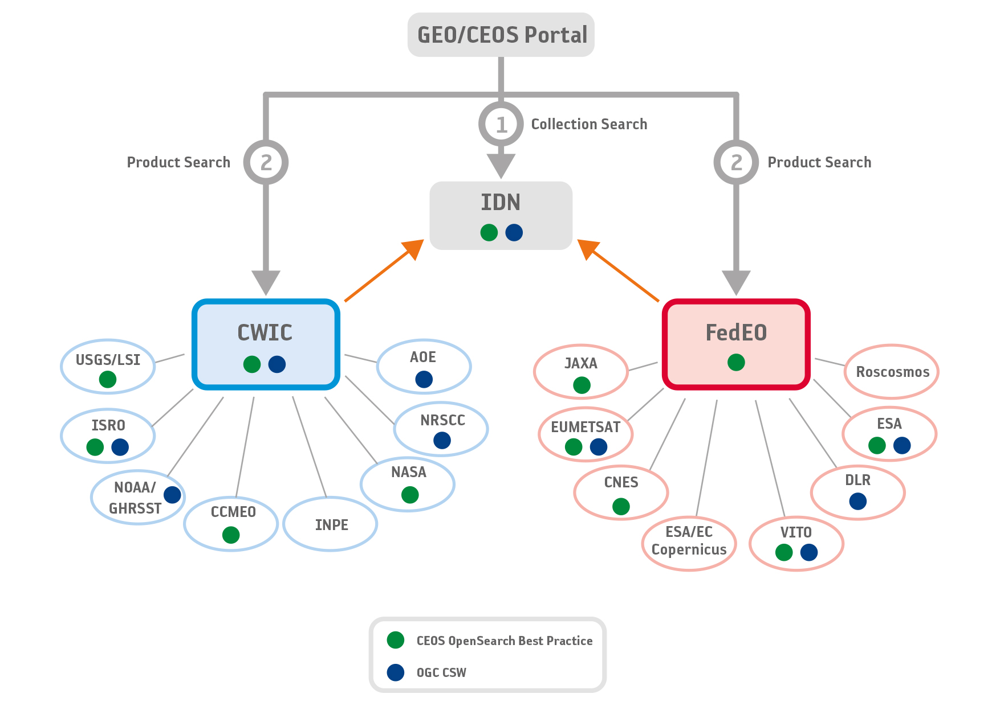 GEO/CEOS Portal
1
Collection Search
Product Search
2
2
Product Search
IDN
CWIC
FedEO
USGS/LSI
AOE
JAXA
Roscosmos
ISRO
NRSCC
EUMETSAT
ESA
NOAA/
GHRSST
NASA
CNES
DLR
CCMEO
INPE
ESA/EC
Copernicus
VITO
CEOS OpenSearch Best Practice
OGC CSW